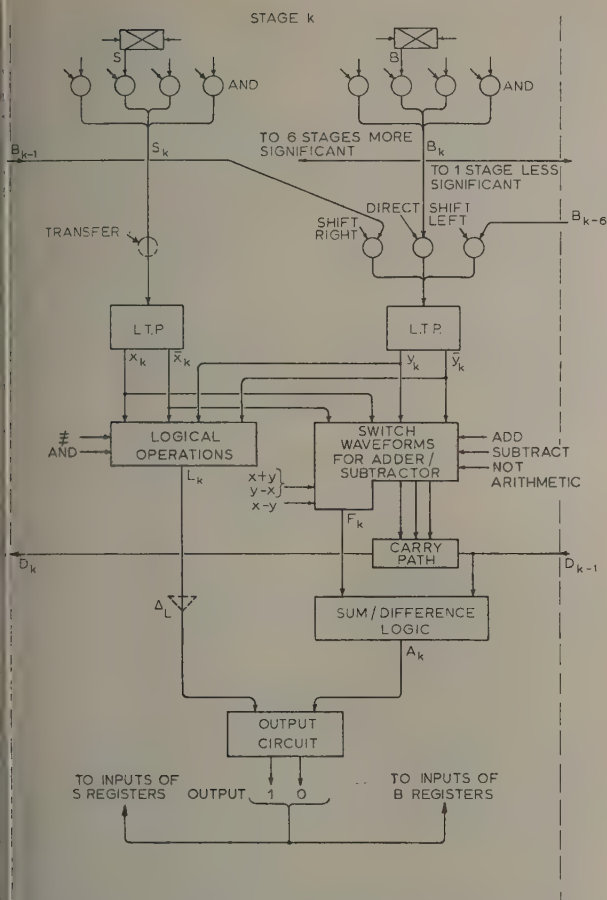 STAGE k
S
B
AND
AND
B k-1
S k
TO 6 STAGES MORE
SIGNIFICANT
B k
TO 1 STAGE LESS
SIGNIFICANT
TRANSFER
SHIFT
RIGHT
DIRECT
SHIFT
LEFT
B k-6
L.T.P
L.T.P.
x k
x̄ k
y k
ȳ k
≢
AND
LOGICAL
OPERATIONS
SWITCH
WAVEFORMS
FOR ADDER/
SUBTRACTOR
ADD
SUBTRACT
NOT
ARITHMETIC
x+y
y-x
x-y
L k
F k
D k
CARRY
PATH
D k-1
Δ L
SUM/DIFFERENCE
LOGIC
A k
OUTPUT
CIRCUIT
TO INPUTS OF
S REGISTERS
OUTPUT
1 0
TO INPUTS OF
B REGISTERS